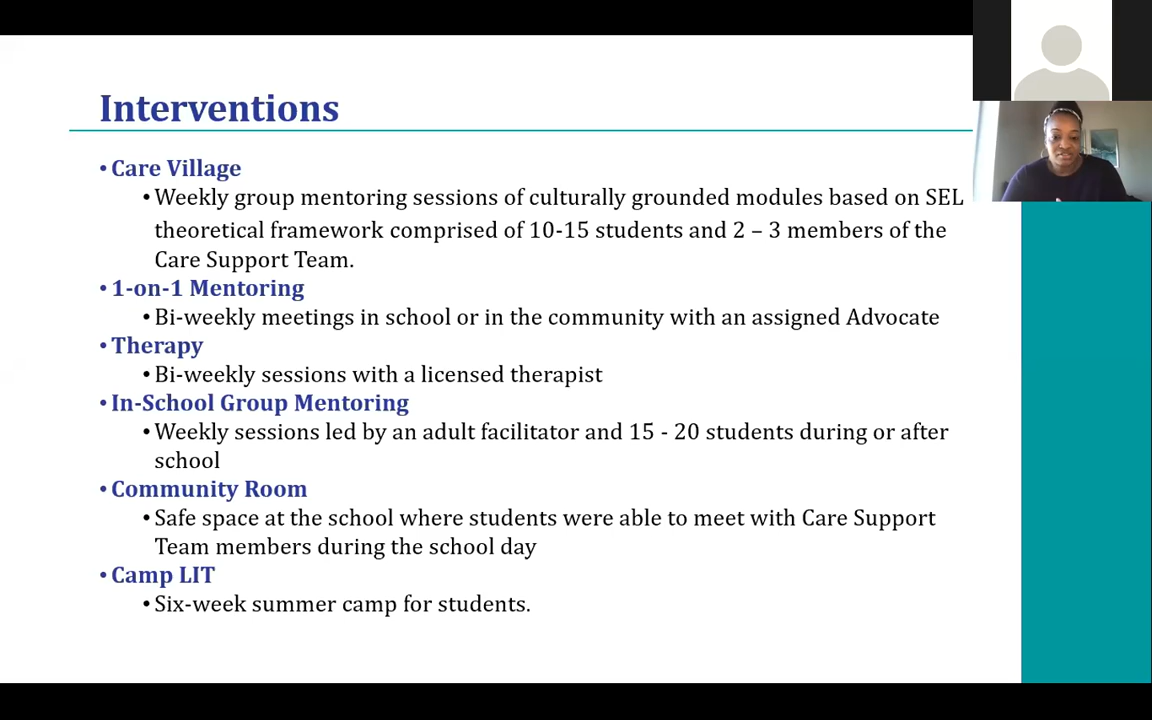 Interventions
• Care Village
• Weekly group mentoring sessions of culturally grounded modules based on SEL
theoretical framework comprised of 10-15 students and 2 – 3 members of the
Care Support Team.
• 1-on-1 Mentoring
• Bi-weekly meetings in school or in the community with an assigned Advocate
• Therapy
• Bi-weekly sessions with a licensed therapist
• In-School Group Mentoring
• Weekly sessions led by an adult facilitator and 15 - 20 students during or after
school
• Community Room
• Safe space at the school where students were able to meet with Care Support
Team members during the school day
• Camp LIT
• Six-week summer camp for students.